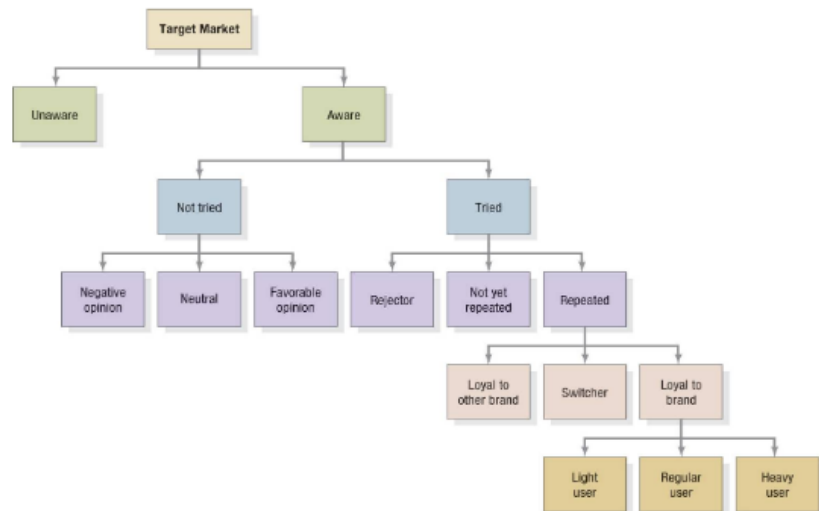 Target Market
Unaware
Aware
Not tried
Tried
Negative
opinion
Neutral
Favorable
opinion
Rejector
Not yet
repeated
Repeated
Loyal to
other brand
Switcher
Loyal to
brand
Light
user
Regular
user
Heavy
user